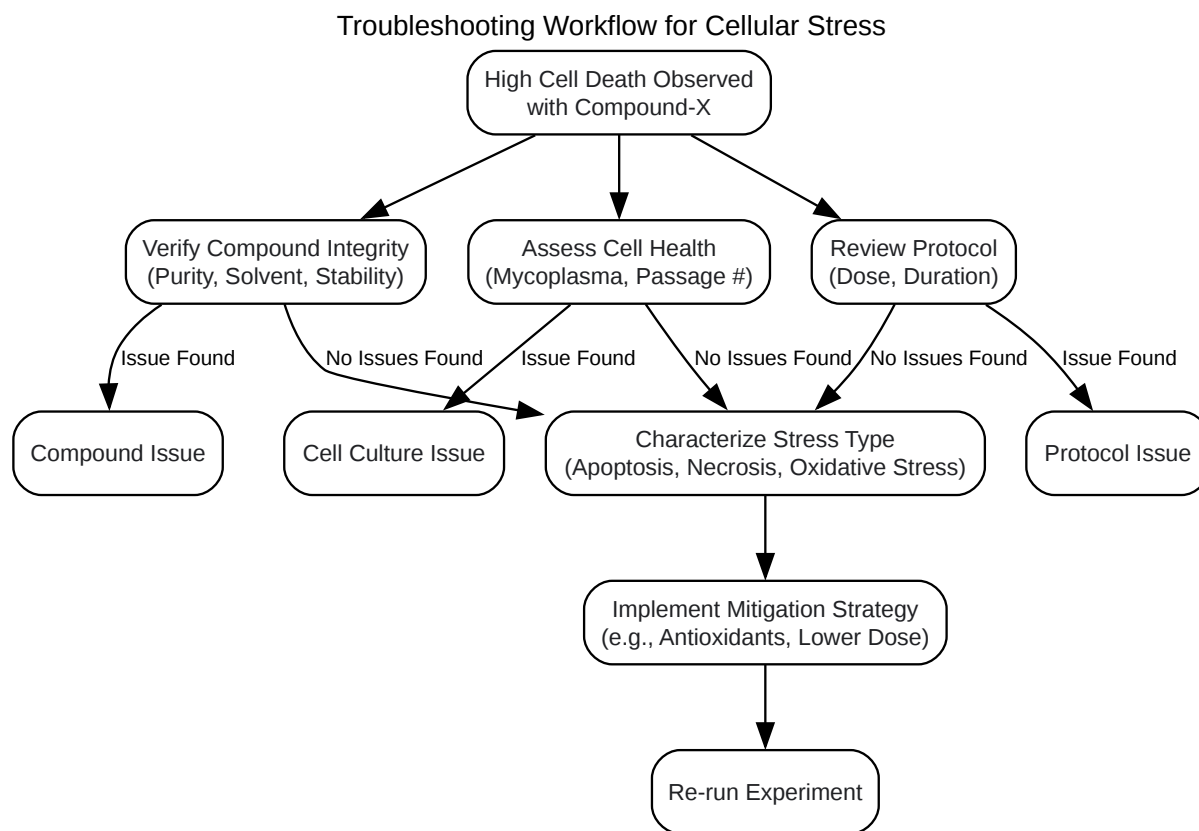 Troubleshooting Workflow for Cellular Stress
High Cell Death Observed
with Compound-X
Verify Compound Integrity
(Purity, Solvent, Stability)
Assess Cell Health
(Mycoplasma, Passage #)
Review Protocol
(Dose, Duration)
Issue Found
No Issues Found
Issue Found
No Issues Found
No Issues Found
Issue Found
Compound Issue
Cell Culture Issue
Characterize Stress Type
(Apoptosis, Necrosis, Oxidative Stress)
Protocol Issue
Implement Mitigation Strategy
(e.g., Antioxidants, Lower Dose)
Re-run Experiment